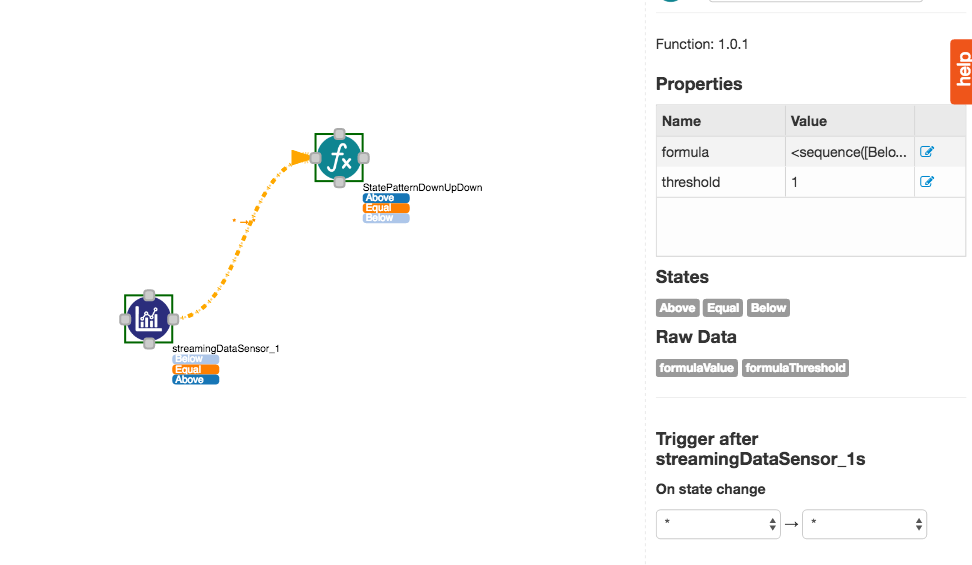 fx
StatePatternDownUpDown
Above
Equal
Below
* → *
streamingDataSensor_1
Below
Equal
Above
Function: 1.0.1
help
Properties
Name Value
formula <sequence([Belo...
threshold 1
States
Above Equal Below
Raw Data
formulaValue formulaThreshold
Trigger after
streamingDataSensor_1s
On state change
* → *